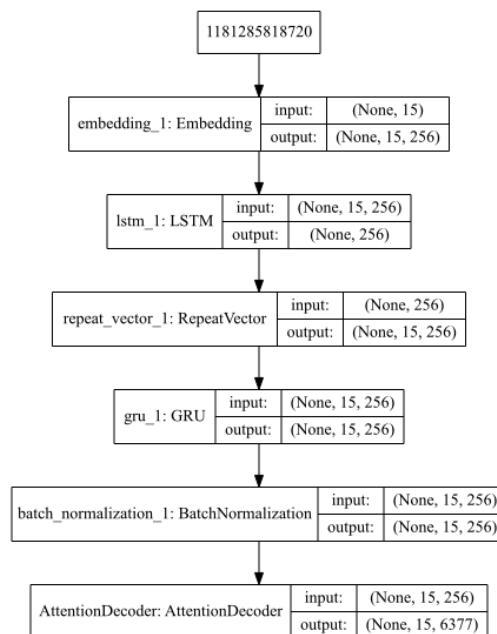 1181285818720
embedding_1: Embedding
input: (None, 15)
output: (None, 15, 256)
lstm_1: LSTM
input: (None, 15, 256)
output: (None, 256)
repeat_vector_1: RepeatVector
input: (None, 256)
output: (None, 15, 256)
gru_1: GRU
input: (None, 15, 256)
output: (None, 15, 256)
batch_normalization_1: BatchNormalization
input: (None, 15, 256)
output: (None, 15, 256)
AttentionDecoder: AttentionDecoder
input: (None, 15, 256)
output: (None, 15, 6377)